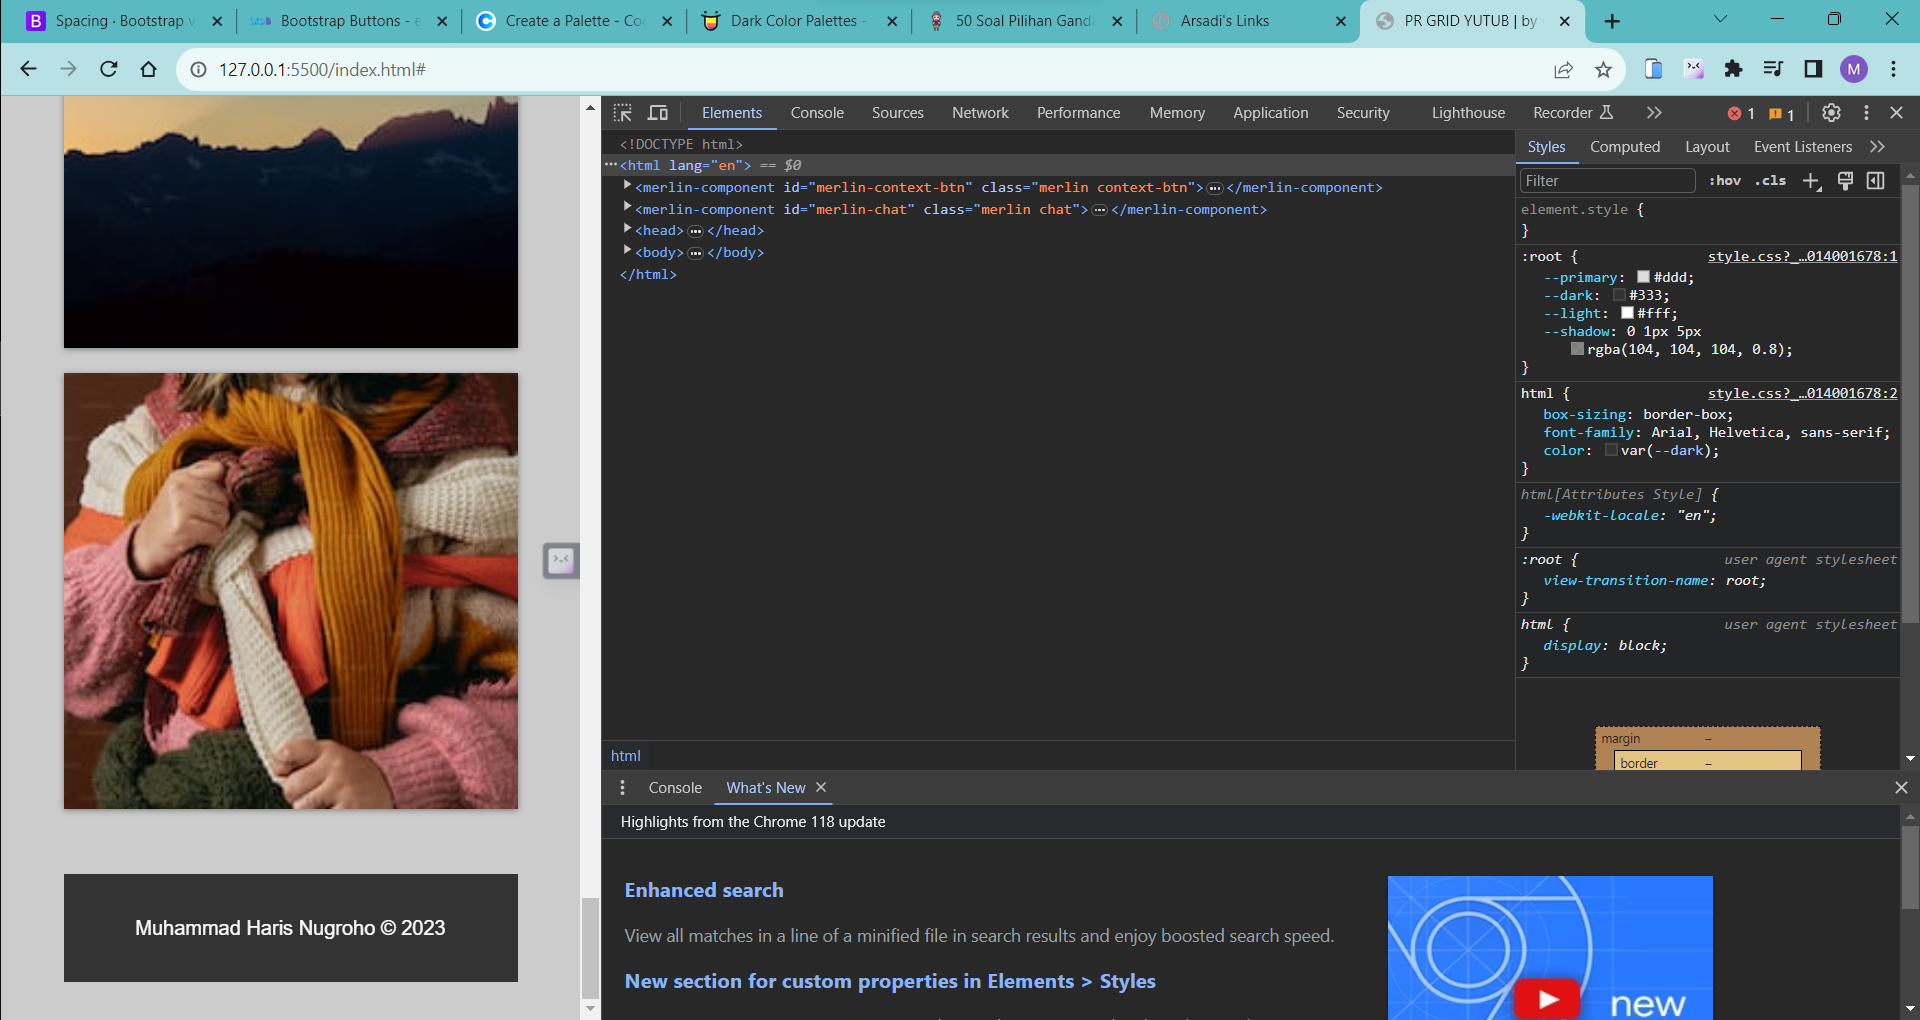 Spacing · Bootstrap v
Bootstrap Buttons - e
Create a Palette - Co
Dark Color Palettes -
50 Soal Pilihan Ganda
Arsadi's Links
PR GRID YUTUB | by
127.0.0.1:5500/index.html#
M
Elements Console Sources Network Performance Memory Application Security Lighthouse Recorder 1 1
<!DOCTYPE html>
<html lang="en"> == $0
<merlin-component id="merlin-context-btn" class="merlin context-btn"> … </merlin-component>
<merlin-component id="merlin-chat" class="merlin chat"> … </merlin-component>
<head> … </head>
<body> … </body>
</html>
html
Styles Computed Layout Event Listeners
Filter :hov .cls
element.style {
}
:root { style.css?_…014001678:1
--primary: #ddd;
--dark: #333;
--light: #fff;
--shadow: 0 1px 5px
rgba(104, 104, 104, 0.8);
}
html { style.css?_…014001678:2
box-sizing: border-box;
font-family: Arial, Helvetica, sans-serif;
color: var(--dark);
}
html[Attributes Style] {
-webkit-locale: "en";
}
:root { user agent stylesheet
view-transition-name: root;
}
html { user agent stylesheet
display: block;
}
margin –
border –
Console What's New
Highlights from the Chrome 118 update
Enhanced search
View all matches in a line of a minified file in search results and enjoy boosted search speed.
New section for custom properties in Elements > Styles
new
Muhammad Haris Nugroho © 2023